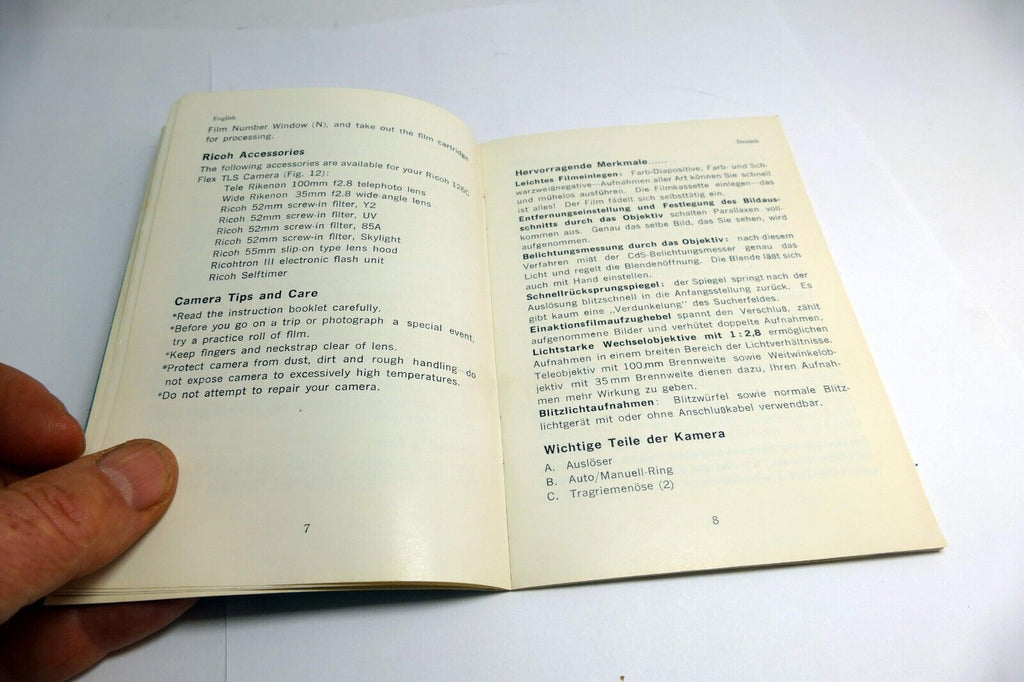 English
Film Number Window (N), and take out the film cartridge
for processing.
Ricoh Accessories
The following accessories are available for your Ricoh 126C
Flex TLS Camera (Fig. 12):
Tele Rikenon 100mm f2.8 telephoto lens
Wide Rikenon 35mm f2.8 wide-angle lens
Ricoh 52mm screw-in filter, Y2
Ricoh 52mm screw-in filter, UV
Ricoh 52mm screw-in filter, 85A
Ricoh 52mm screw-in filter, Skylight
Ricoh 55mm slip-on type lens hood
Ricohtron III electronic flash unit
Ricoh Selftimer
Camera Tips and Care
*Read the instruction booklet carefully.
*Before you go on a trip or photograph a special event,
try a practice roll of film.
*Keep fingers and neckstrap clear of lens.
*Protect camera from dust, dirt and rough handling—do
not expose camera to excessively high temperatures.
*Do not attempt to repair your camera.
7
Deutsch
Hervorragende Merkmale......
Leichtes Filmeinlegen: Farb-Diapositive, Farb- und Sch-
warzweißnegative—Aufnahmen aller Art können Sie schnell
und mühelos ausführen. Die Filmkassette einlegen—das
ist alles! Der Film fädelt sich selbsttätig ein.
Entfernungseinstellung und Festlegung des Bildaus-
schnitts durch das Objektiv schalten Parallaxen voll-
kommen aus. Genau das selbe Bild, das Sie sehen, wird
aufgenommen.
Belichtungsmessung durch das Objektiv: nach diesem
Verfahren mißt der CdS-Belichtungsmesser genau das
Licht und regelt die Blendenöffnung. Die Blende läßt sich
auch mit Hand einstellen.
Schnellrücksprungspiegel: der Spiegel springt nach der
Auslösung blitzschnell in die Anfangsstellung zurück. Es
gibt kaum eine „Verdunkelung" des Sucherfeldes.
Einaktionsfilmaufzughebel spannt den Verschluß, zählt
aufgenommene Bilder und verhütet doppelte Aufnahmen.
Lichtstarke Wechselobjektive mit 1:2,8 ermöglichen
Aufnahmen in einem breiten Bereich der Lichtverhältnisse.
Teleobjektiv mit 100mm Brennweite sowie Weitwinkelob-
jektiv mit 35mm Brennweite dienen dazu, Ihren Aufnah-
men mehr Wirkung zu geben.
Blitzlichtaufnahmen: Blitzwürfel sowie normale Blitz-
lichtgerät mit oder ohne Anschlußkabel verwendbar.
Wichtige Teile der Kamera
A. Auslöser
B. Auto/Manuell-Ring
C. Tragriemenöse (2)
8